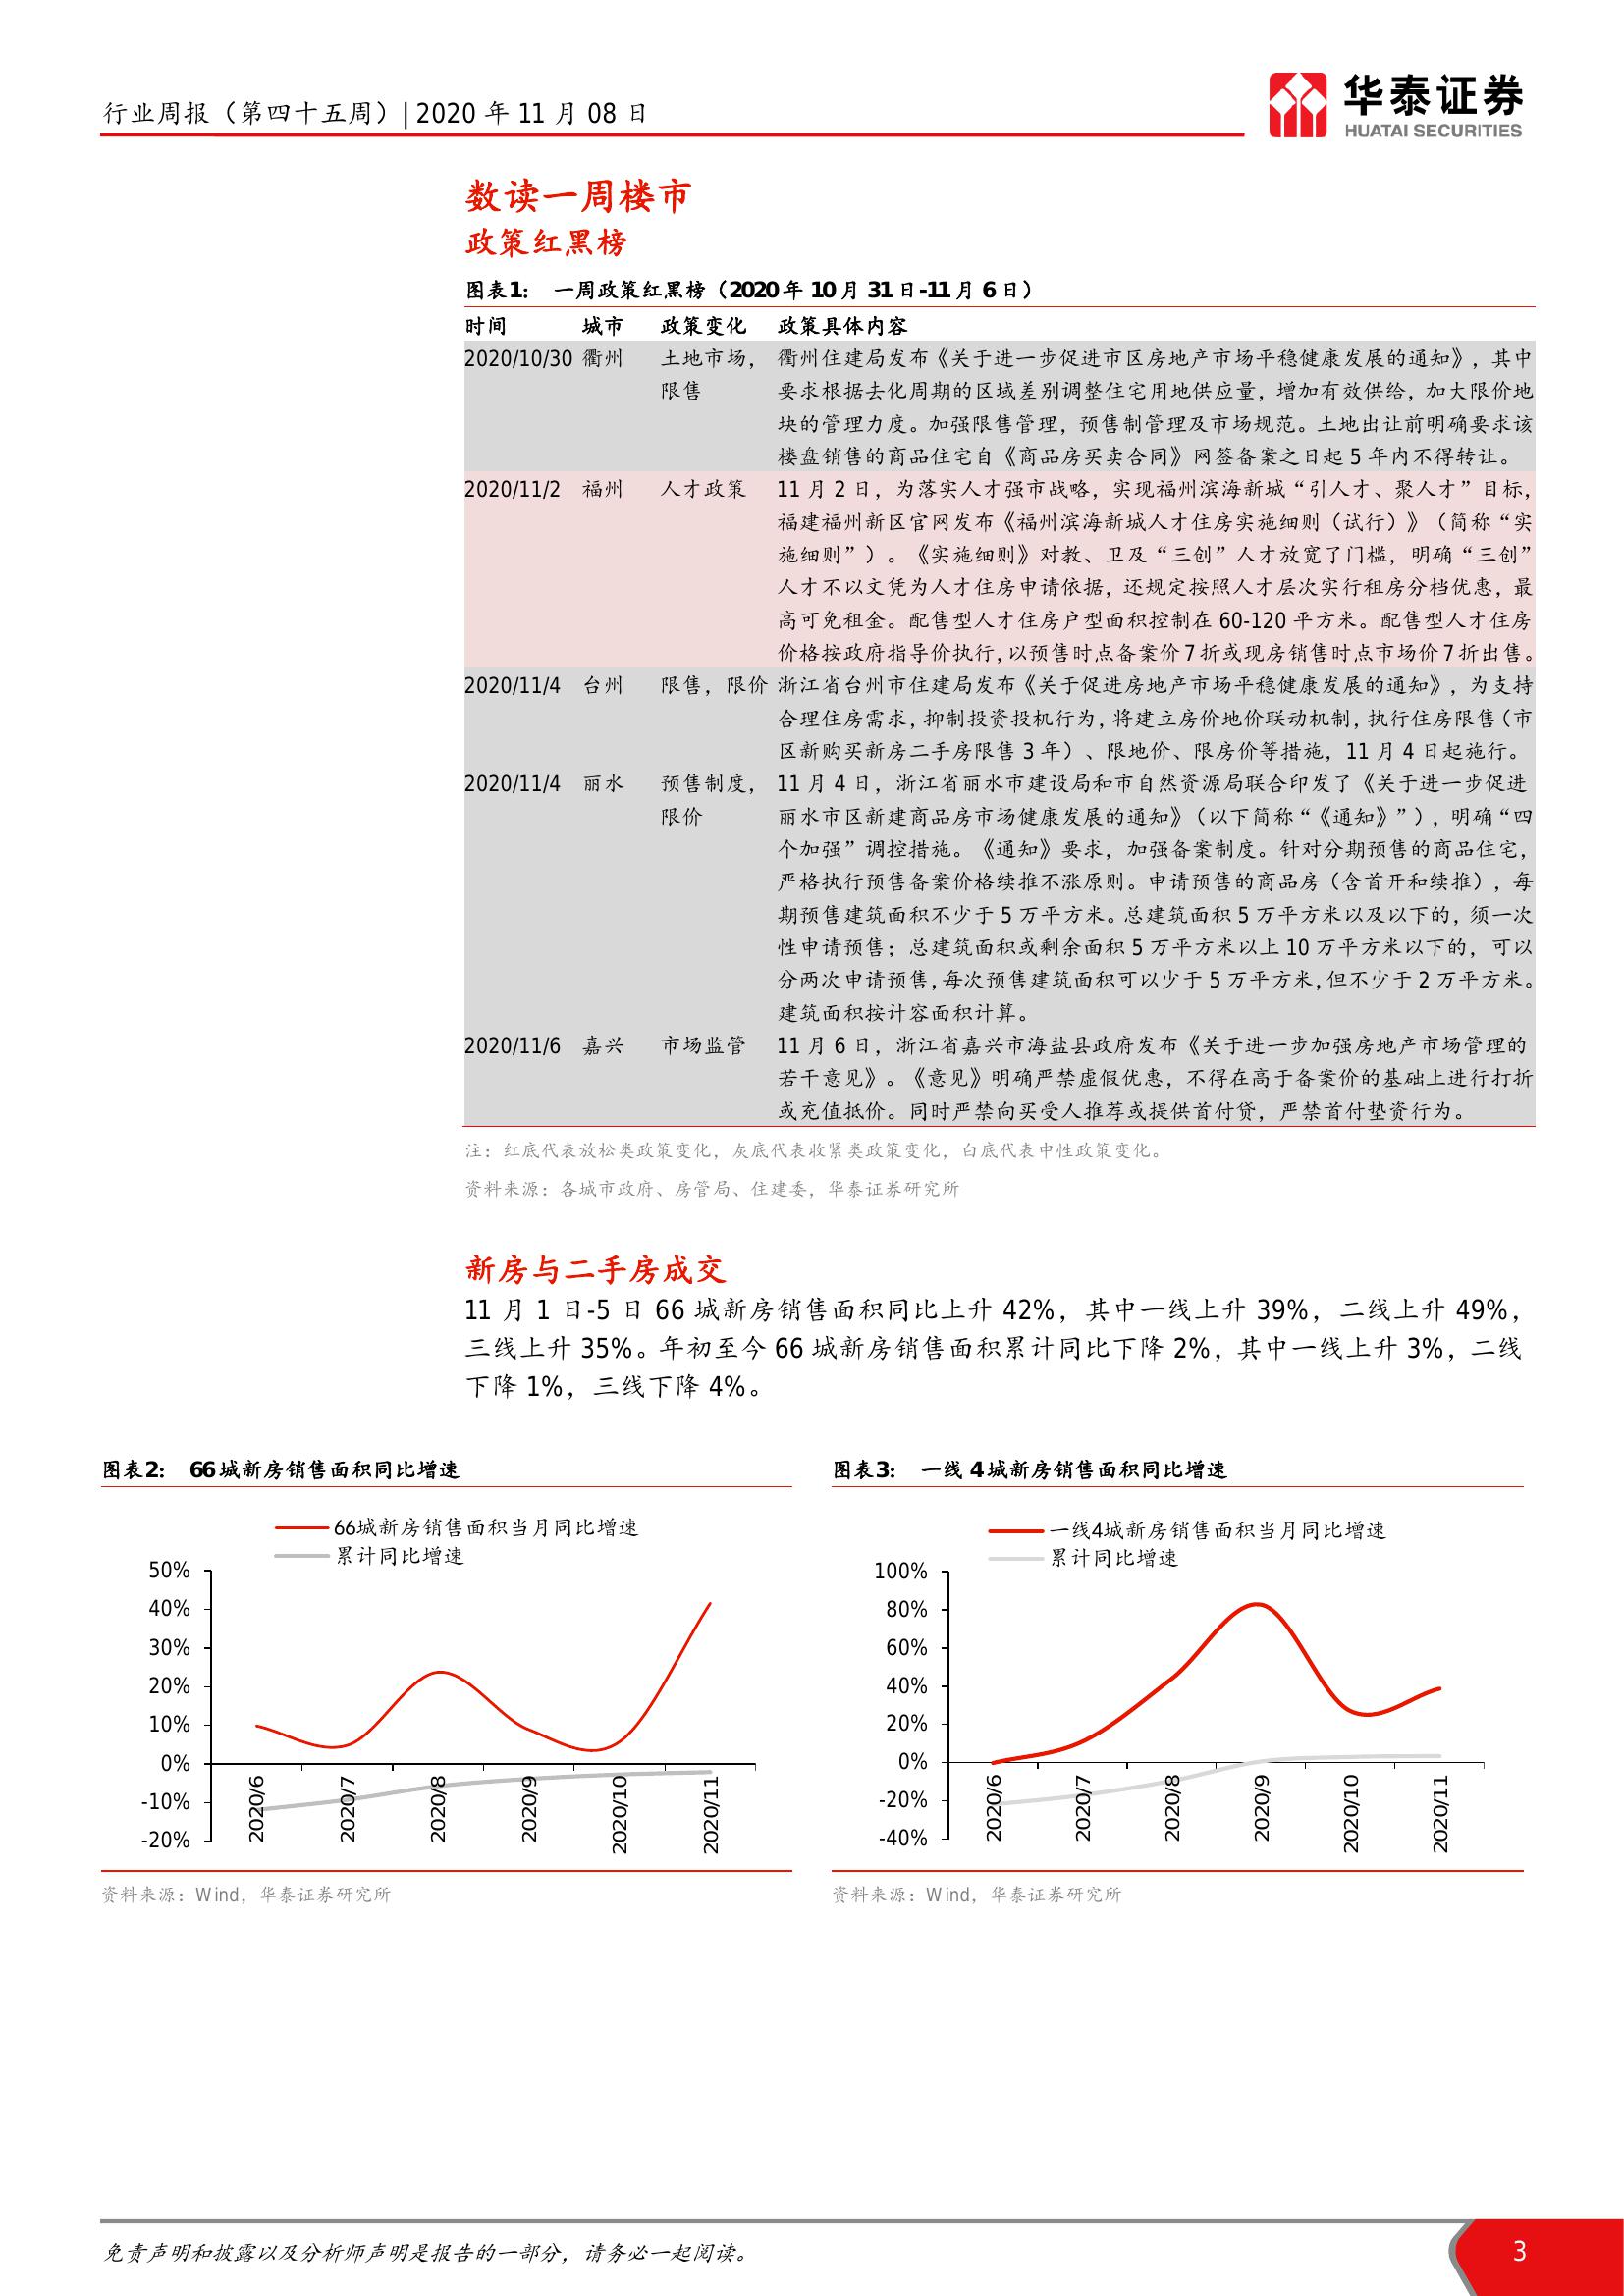 行业周报（第四十五周）| 2020 年 11 月 08 日
华泰证券
HUATAI SECURITIES
数读一周楼市
政策红黑榜
图表1： 一周政策红黑榜（2020 年 10 月 31 日-11 月 6 日）
时间 城市 政策变化 政策具体内容
2020/10/30 衢州 土地市场， 衢州住建局发布《关于进一步促进市区房地产市场平稳健康发展的通知》，其中
限售 要求根据去化周期的区域差别调整住宅用地供应量，增加有效供给，加大限价地
块的管理力度。加强限售管理，预售制管理及市场规范。土地出让前明确要求该
楼盘销售的商品住宅自《商品房买卖合同》网签备案之日起 5 年内不得转让。
2020/11/2 福州 人才政策 11 月 2 日，为落实人才强市战略，实现福州滨海新城“引人才、聚人才”目标，
福建福州新区官网发布《福州滨海新城人才住房实施细则（试行）》（简称“实
施细则”）。《实施细则》对教、卫及“三创”人才放宽了门槛，明确“三创”
人才不以文凭为人才住房申请依据，还规定按照人才层次实行租房分档优惠，最
高可免租金。配售型人才住房户型面积控制在 60-120 平方米。配售型人才住房
价格按政府指导价执行，以预售时点备案价 7 折或现房销售时点市场价 7 折出售。
2020/11/4 台州 限售，限价 浙江省台州市住建局发布《关于促进房地产市场平稳健康发展的通知》，为支持
合理住房需求，抑制投资投机行为，将建立房价地价联动机制，执行住房限售（市
区新购买新房二手房限售 3 年）、限地价、限房价等措施，11 月 4 日起施行。
2020/11/4 丽水 预售制度， 11 月 4 日，浙江省丽水市建设局和市自然资源局联合印发了《关于进一步促进
限价 丽水市区新建商品房市场健康发展的通知》（以下简称“《通知》”），明确“四
个加强”调控措施。《通知》要求，加强备案制度。针对分期预售的商品住宅，
严格执行预售备案价格续推不涨原则。申请预售的商品房（含首开和续推），每
期预售建筑面积不少于 5 万平方米。总建筑面积 5 万平方米以及以下的，须一次
性申请预售；总建筑面积或剩余面积 5 万平方米以上 10 万平方米以下的，可以
分两次申请预售，每次预售建筑面积可以少于 5 万平方米，但不少于 2 万平方米。
建筑面积按计容面积计算。
2020/11/6 嘉兴 市场监管 11 月 6 日，浙江省嘉兴市海盐县政府发布《关于进一步加强房地产市场管理的
若干意见》。《意见》明确严禁虚假优惠，不得在高于备案价的基础上进行打折
或充值抵价。同时严禁向买受人推荐或提供首付贷，严禁首付垫资行为。
注：红底代表放松类政策变化，灰底代表收紧类政策变化，白底代表中性政策变化。
资料来源：各城市政府、房管局、住建委，华泰证券研究所
新房与二手房成交
11 月 1 日-5 日 66 城新房销售面积同比上升 42%，其中一线上升 39%，二线上升 49%，
三线上升 35%。年初至今 66 城新房销售面积累计同比下降 2%，其中一线上升 3%，二线
下降 1%，三线下降 4%。
图表2： 66 城新房销售面积同比增速
66城新房销售面积当月同比增速
累计同比增速
50%
40%
30%
20%
10%
0%
-10%
-20%
2020/6 2020/7 2020/8 2020/9 2020/10 2020/11
资料来源：Wind，华泰证券研究所
图表3： 一线 4 城新房销售面积同比增速
一线4城新房销售面积当月同比增速
累计同比增速
100%
80%
60%
40%
20%
0%
-20%
-40%
2020/6 2020/7 2020/8 2020/9 2020/10 2020/11
资料来源：Wind，华泰证券研究所
免责声明和披露以及分析师声明是报告的一部分，请务必一起阅读。
3